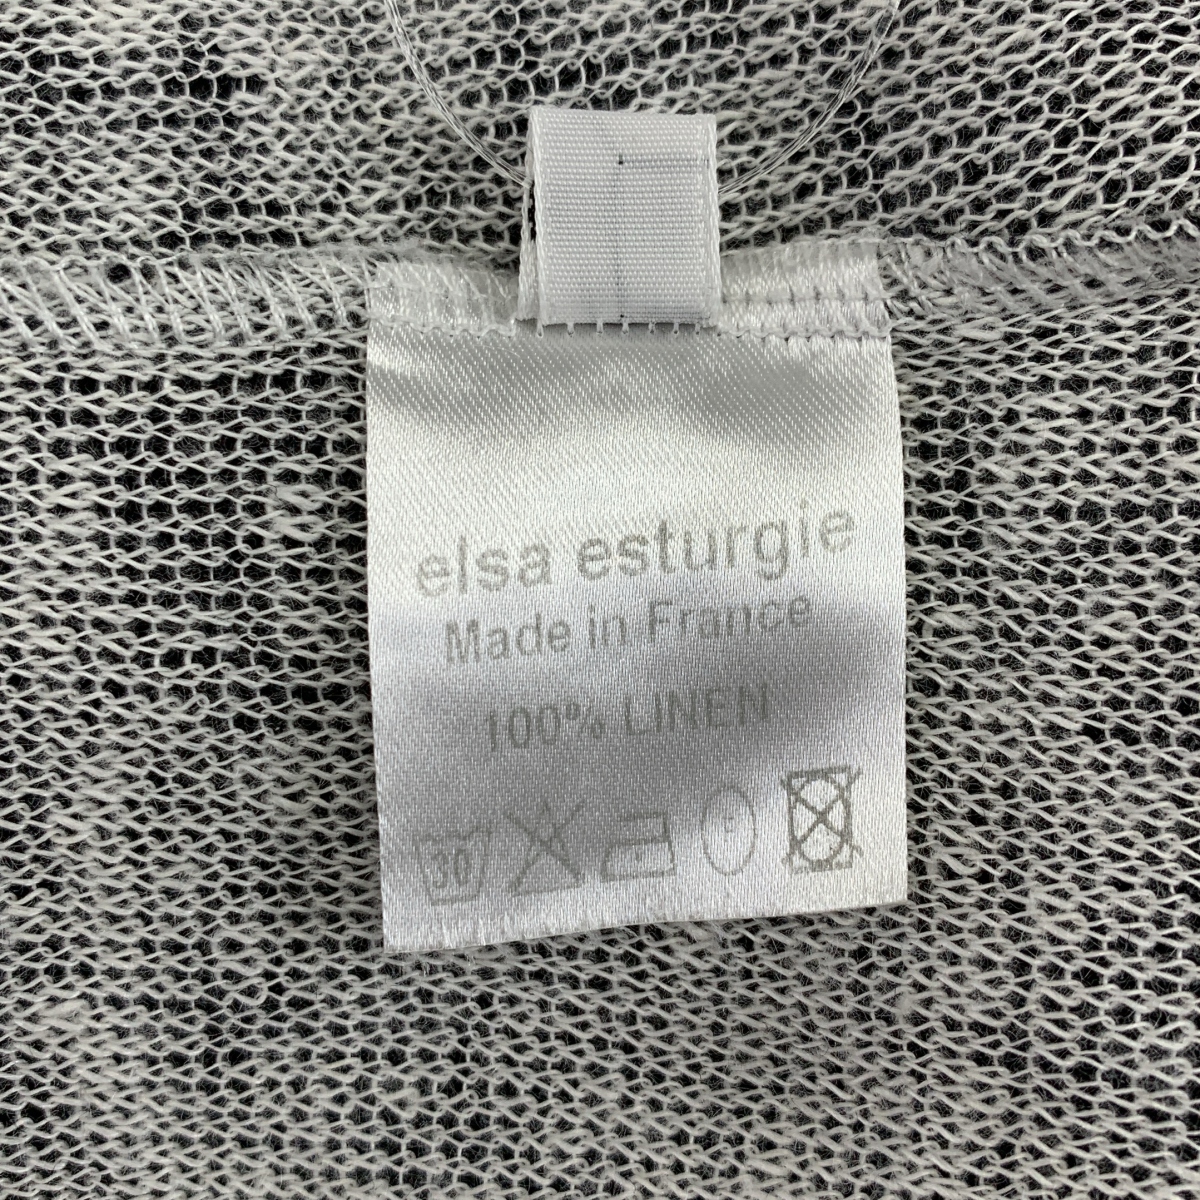 elsa esturgie
Made in France
100% LINEN
30